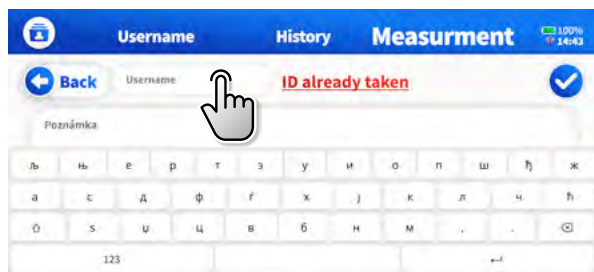 Username History Measurment 100%
14:43
Back Username ID already taken
Poznámka
љ њ е р т з у и о п ш ђ ж
а с д ф ѓ х ј к л ч ћ
ѕ џ ц в б н м , .
123